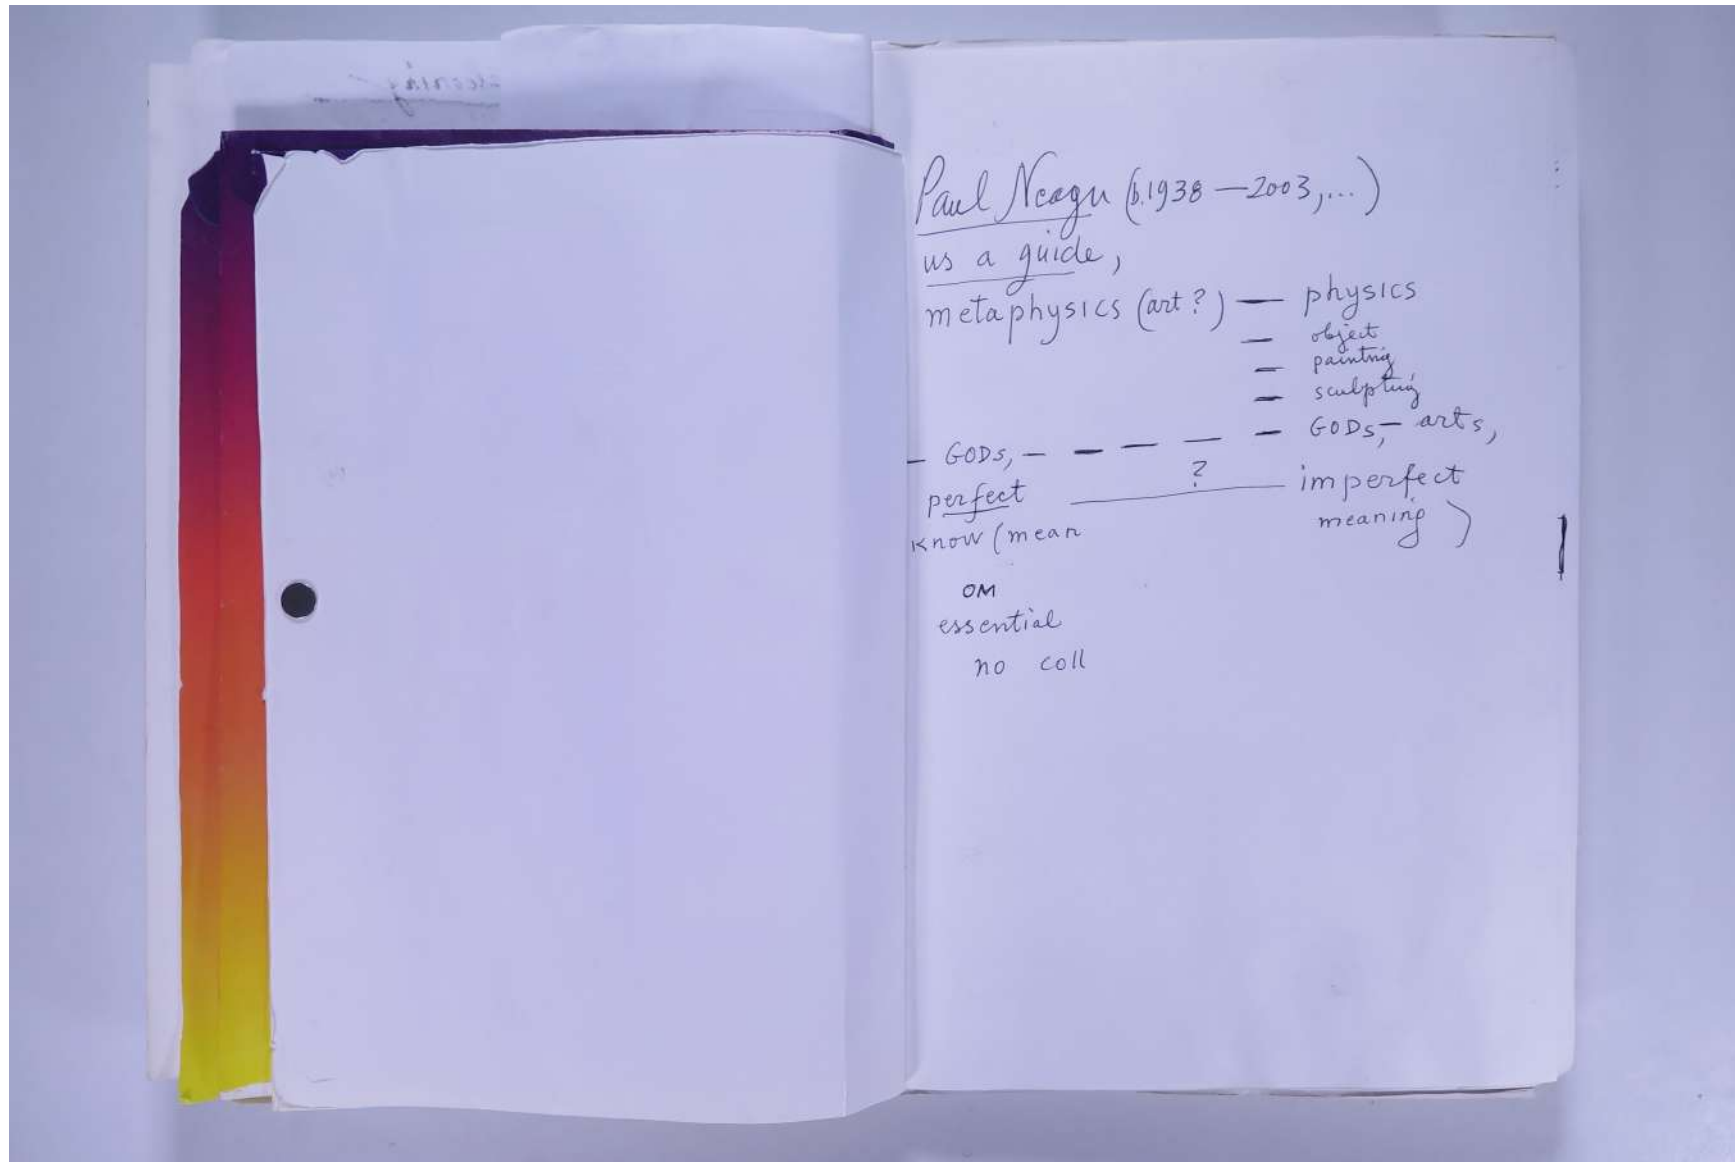 Paul Neagu (b.1938 — 2003,...)
us a guide,
metaphysics (art?) — physics
— object
— painting
— sculpting
— GODs, — — — — — GODs, — arts,
perfect — ? — imperfect
know (mean meaning)
OM
essential
no coll